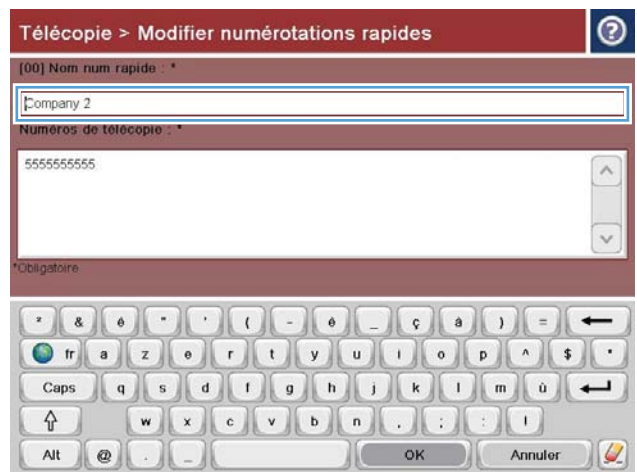 Télécopie > Modifier numérotations rapides ?
[00] Nom num rapide : *
Company 2
Numéros de télécopie : *
5555555555
*Obligatoire
² & é " ' ( - è _ ç à ) =
fr a z e r t y u i o p ^ $ *
Caps q s d f g h j k l m ù
w x c v b n , ; : !
Alt @ . _ OK Annuler